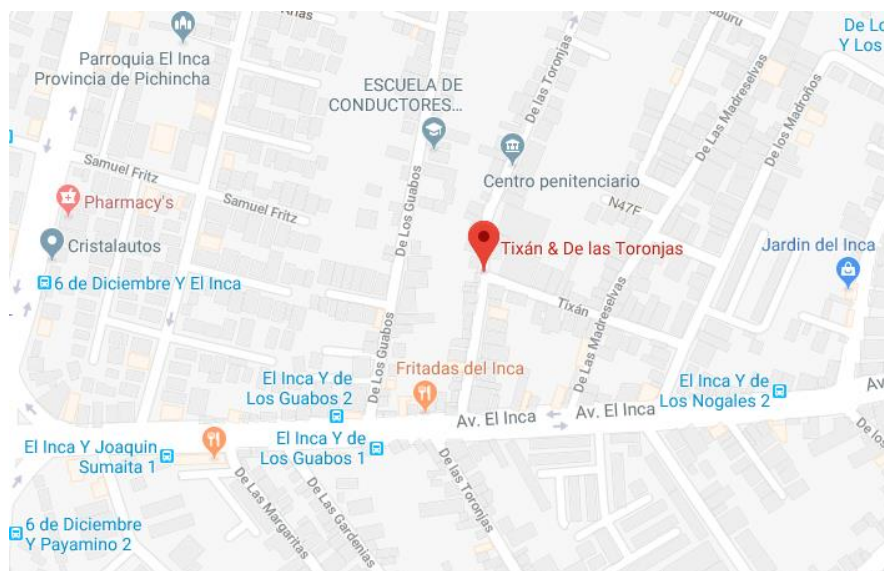 Arias
buru
De Lo
Y Los
Parroquia El Inca
Provincia de Pichincha
De las Toronjas
ESCUELA DE
CONDUCTORES...
De Las Madreselvas
De los Madroños
Samuel Fritz
Centro penitenciario
Pharmacy's
Samuel Fritz
De Los Guabos
N47F
Cristalautos
Tixán & De las Toronjas
Jardin del Inca
6 de Diciembre Y El Inca
Tixán
De Las Madreselvas
De Los Guabos
Fritadas del Inca
El Inca Y de
Los Guabos 2
El Inca Y de
Los Nogales 2
Av
Av. El Inca
Av. El Inca
El Inca Y Joaquin
Sumaita 1
El Inca Y de
Los Guabos 1
De las Toronjas
De los
De Las Margaritas
De Las Gardenias
6 de Diciembre
Y Payamino 2